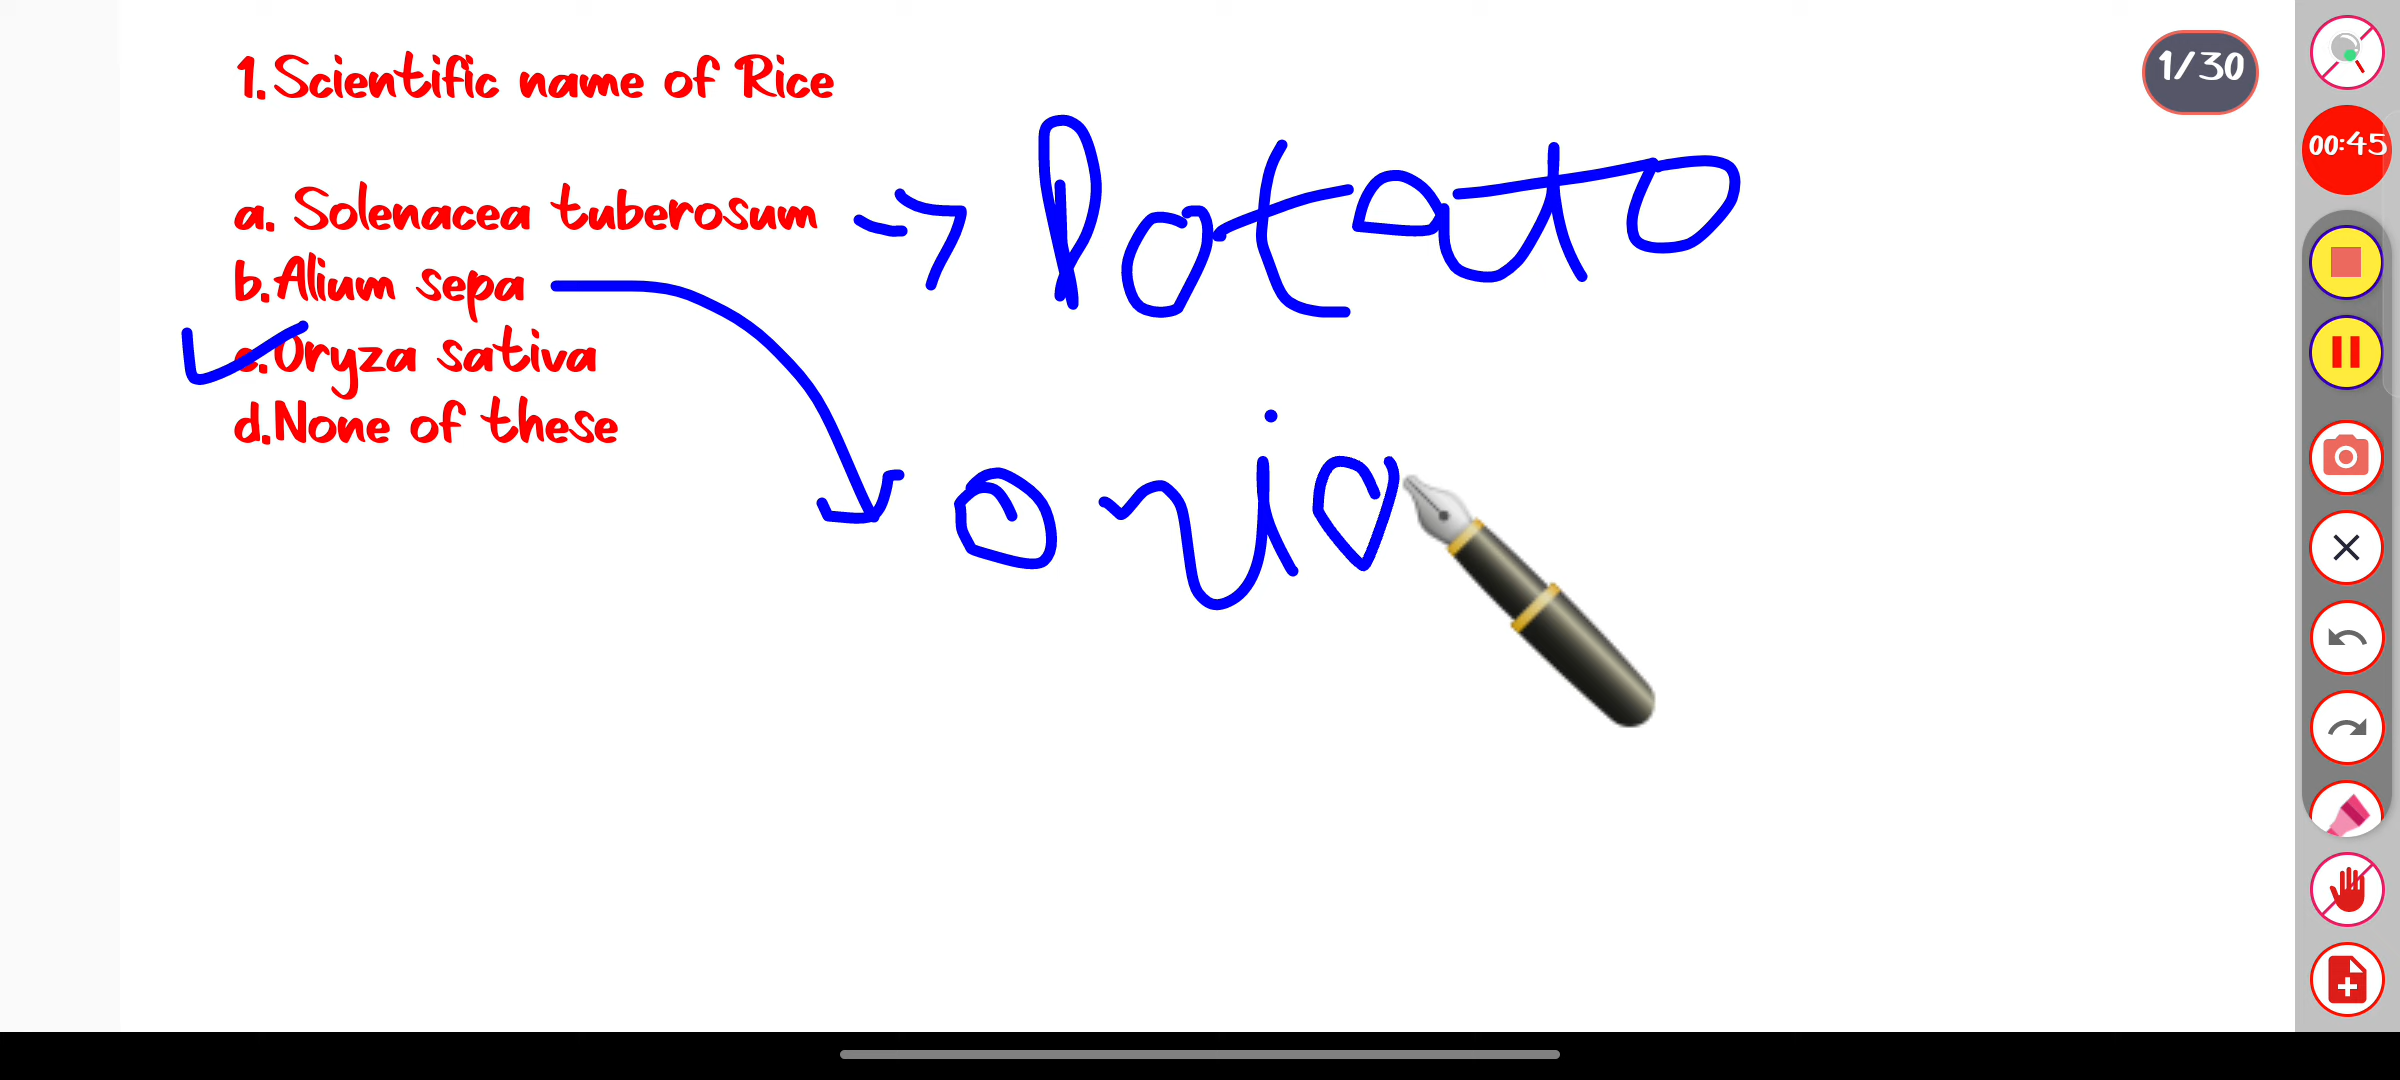 1.Scientific name of Rice
1/30
00:45
a. Solenacea tuberosum → Potato
b.Alium sepa
c.Oryza sativa
d.None of these
onio